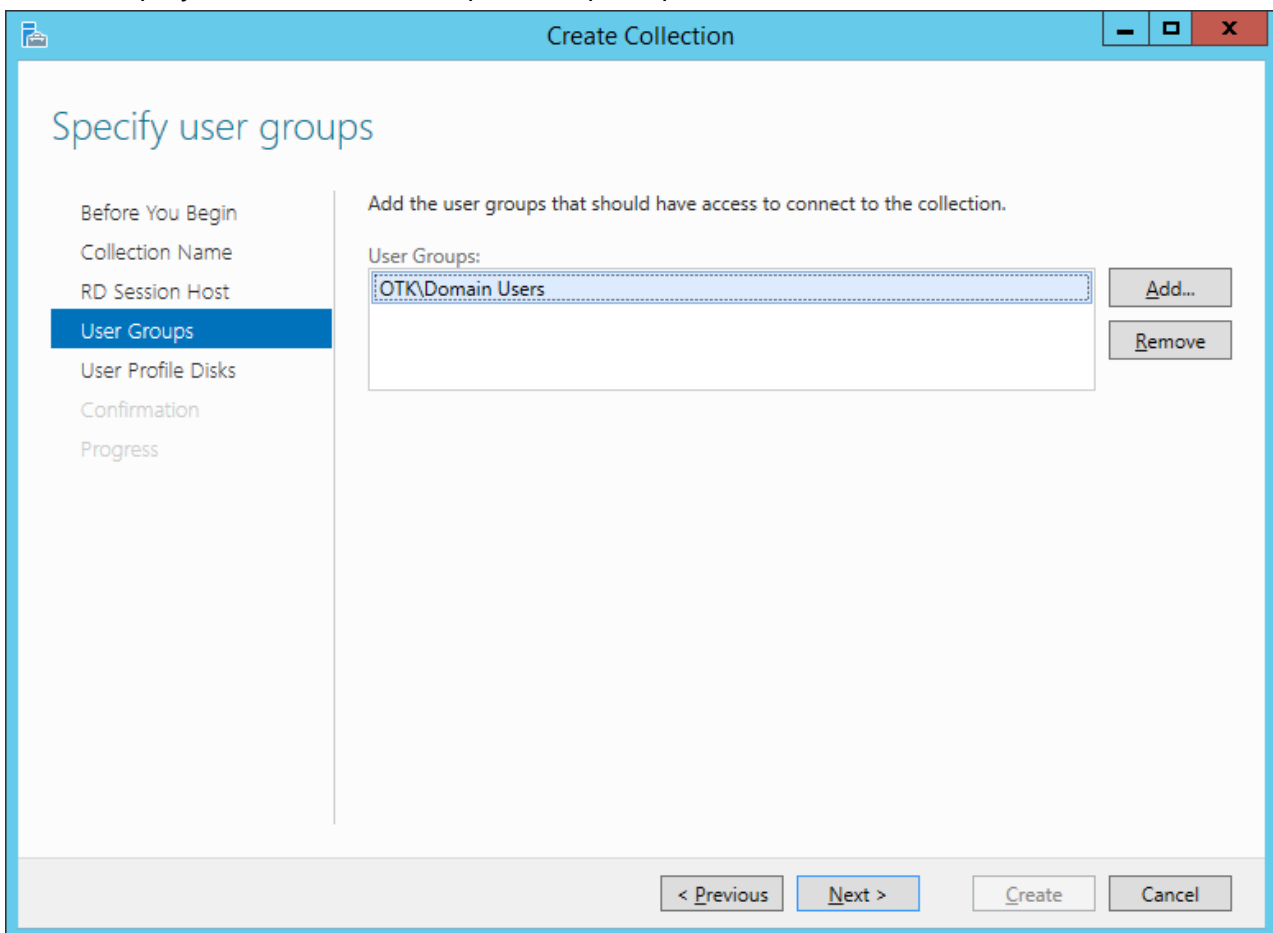 Create Collection
Specify user groups
Before You Begin
Collection Name
RD Session Host
User Groups
User Profile Disks
Confirmation
Progress
Add the user groups that should have access to connect to the collection.
User Groups:
OTK\Domain Users
Add...
Remove
< Previous
Next >
Create
Cancel